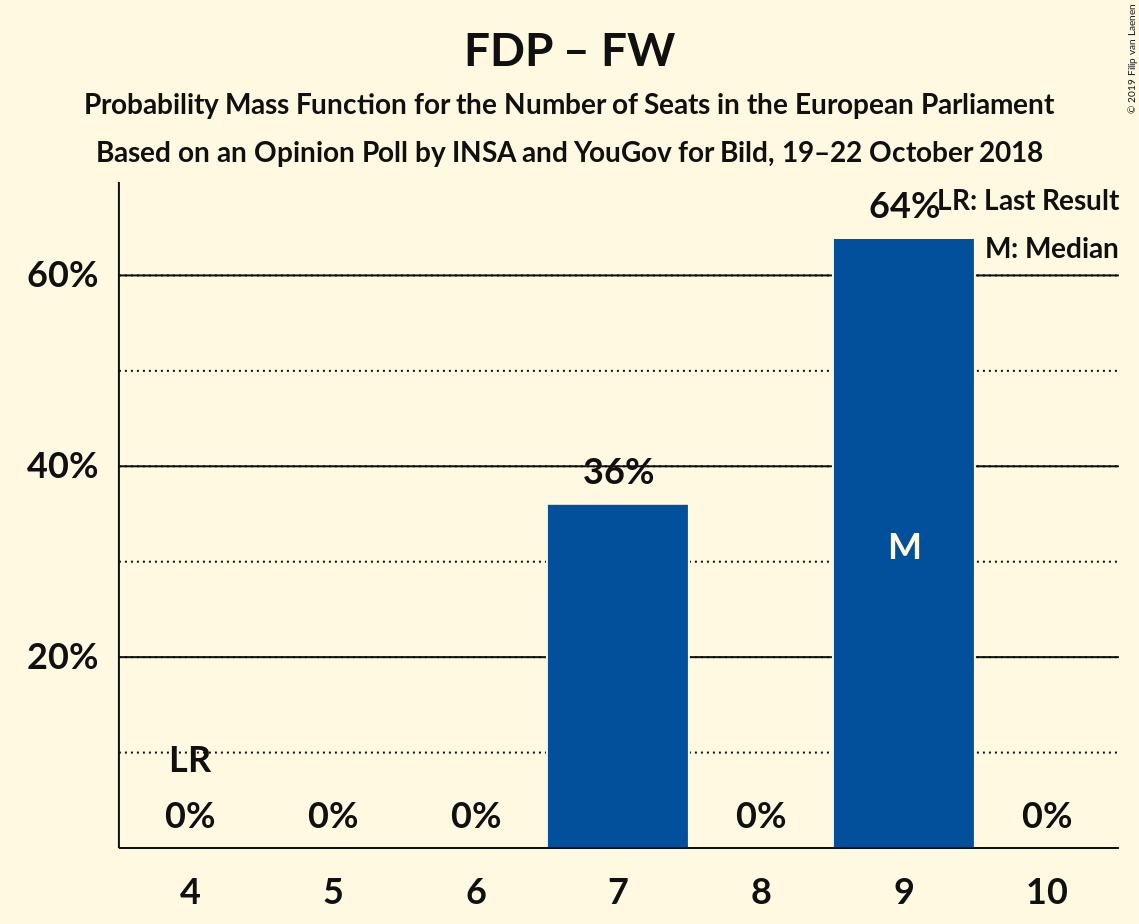 FDP – FW
Probability Mass Function for the Number of Seats in the European Parliament
Based on an Opinion Poll by INSA and YouGov for Bild, 19–22 October 2018
© 2019 Filip van Laenen
LR: Last Result
M: Median
64%
60%
40%
36%
M
20%
LR
0%
0%
0%
0%
0%
4
5
6
7
8
9
10